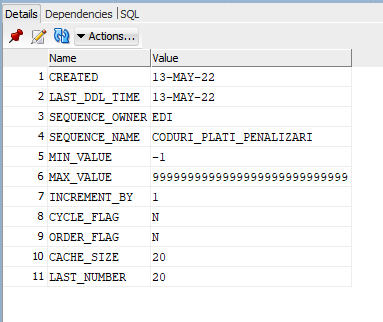 Details Dependencies SQL
Actions...
Name Value
1 CREATED 13-MAY-22
2 LAST_DDL_TIME 13-MAY-22
3 SEQUENCE_OWNER EDI
4 SEQUENCE_NAME CODURI_PLATI_PENALIZARI
5 MIN_VALUE -1
6 MAX_VALUE 9999999999999999999999999999
7 INCREMENT_BY 1
8 CYCLE_FLAG N
9 ORDER_FLAG N
10 CACHE_SIZE 20
11 LAST_NUMBER 20